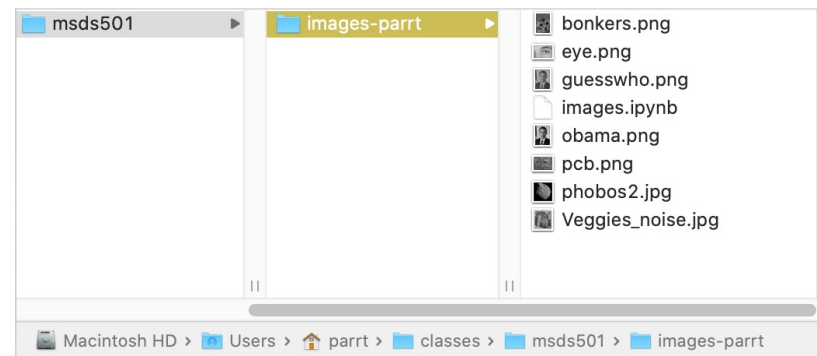 msds501
images-parrt
bonkers.png
eye.png
guesswho.png
images.ipynb
obama.png
pcb.png
phobos2.jpg
Veggies_noise.jpg
Macintosh HD › Users › parrt › classes › msds501 › images-parrt